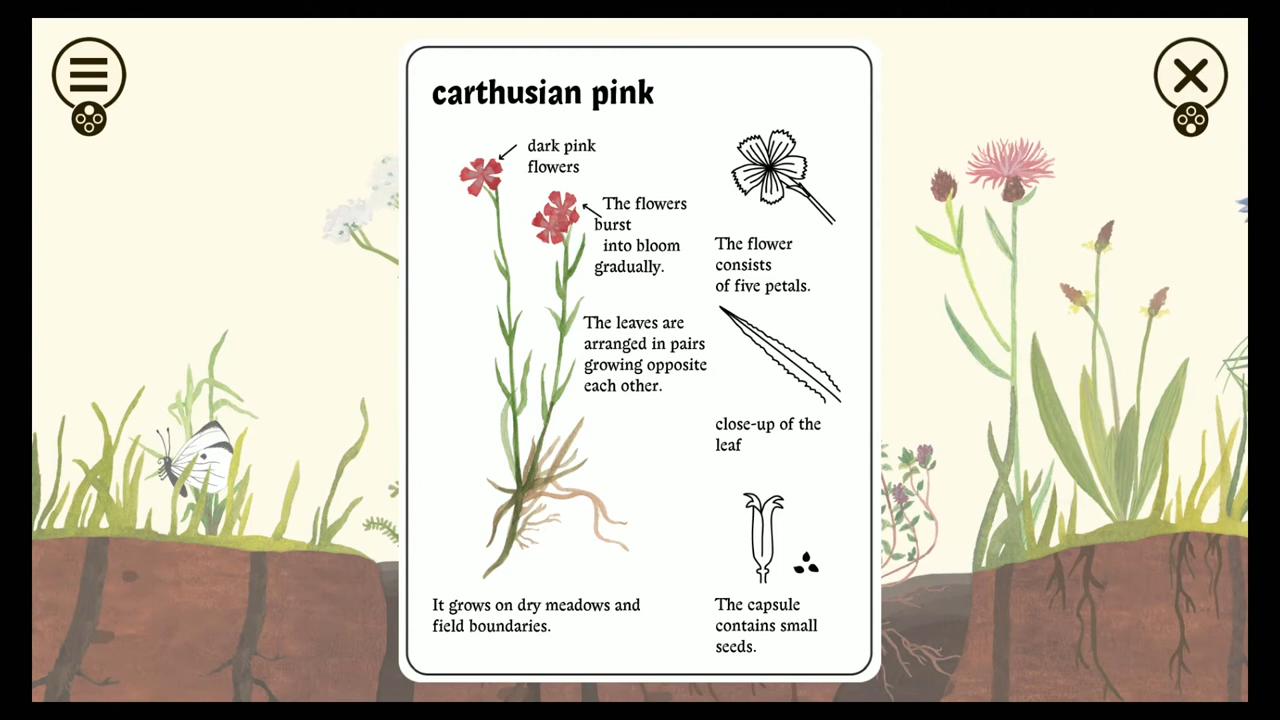 carthusian pink
dark pink
flowers
The flowers
burst
into bloom
gradually.
The leaves are
arranged in pairs
growing opposite
each other.
It grows on dry meadows and
field boundaries.
The flower
consists
of five petals.
close-up of the
leaf
The capsule
contains small
seeds.